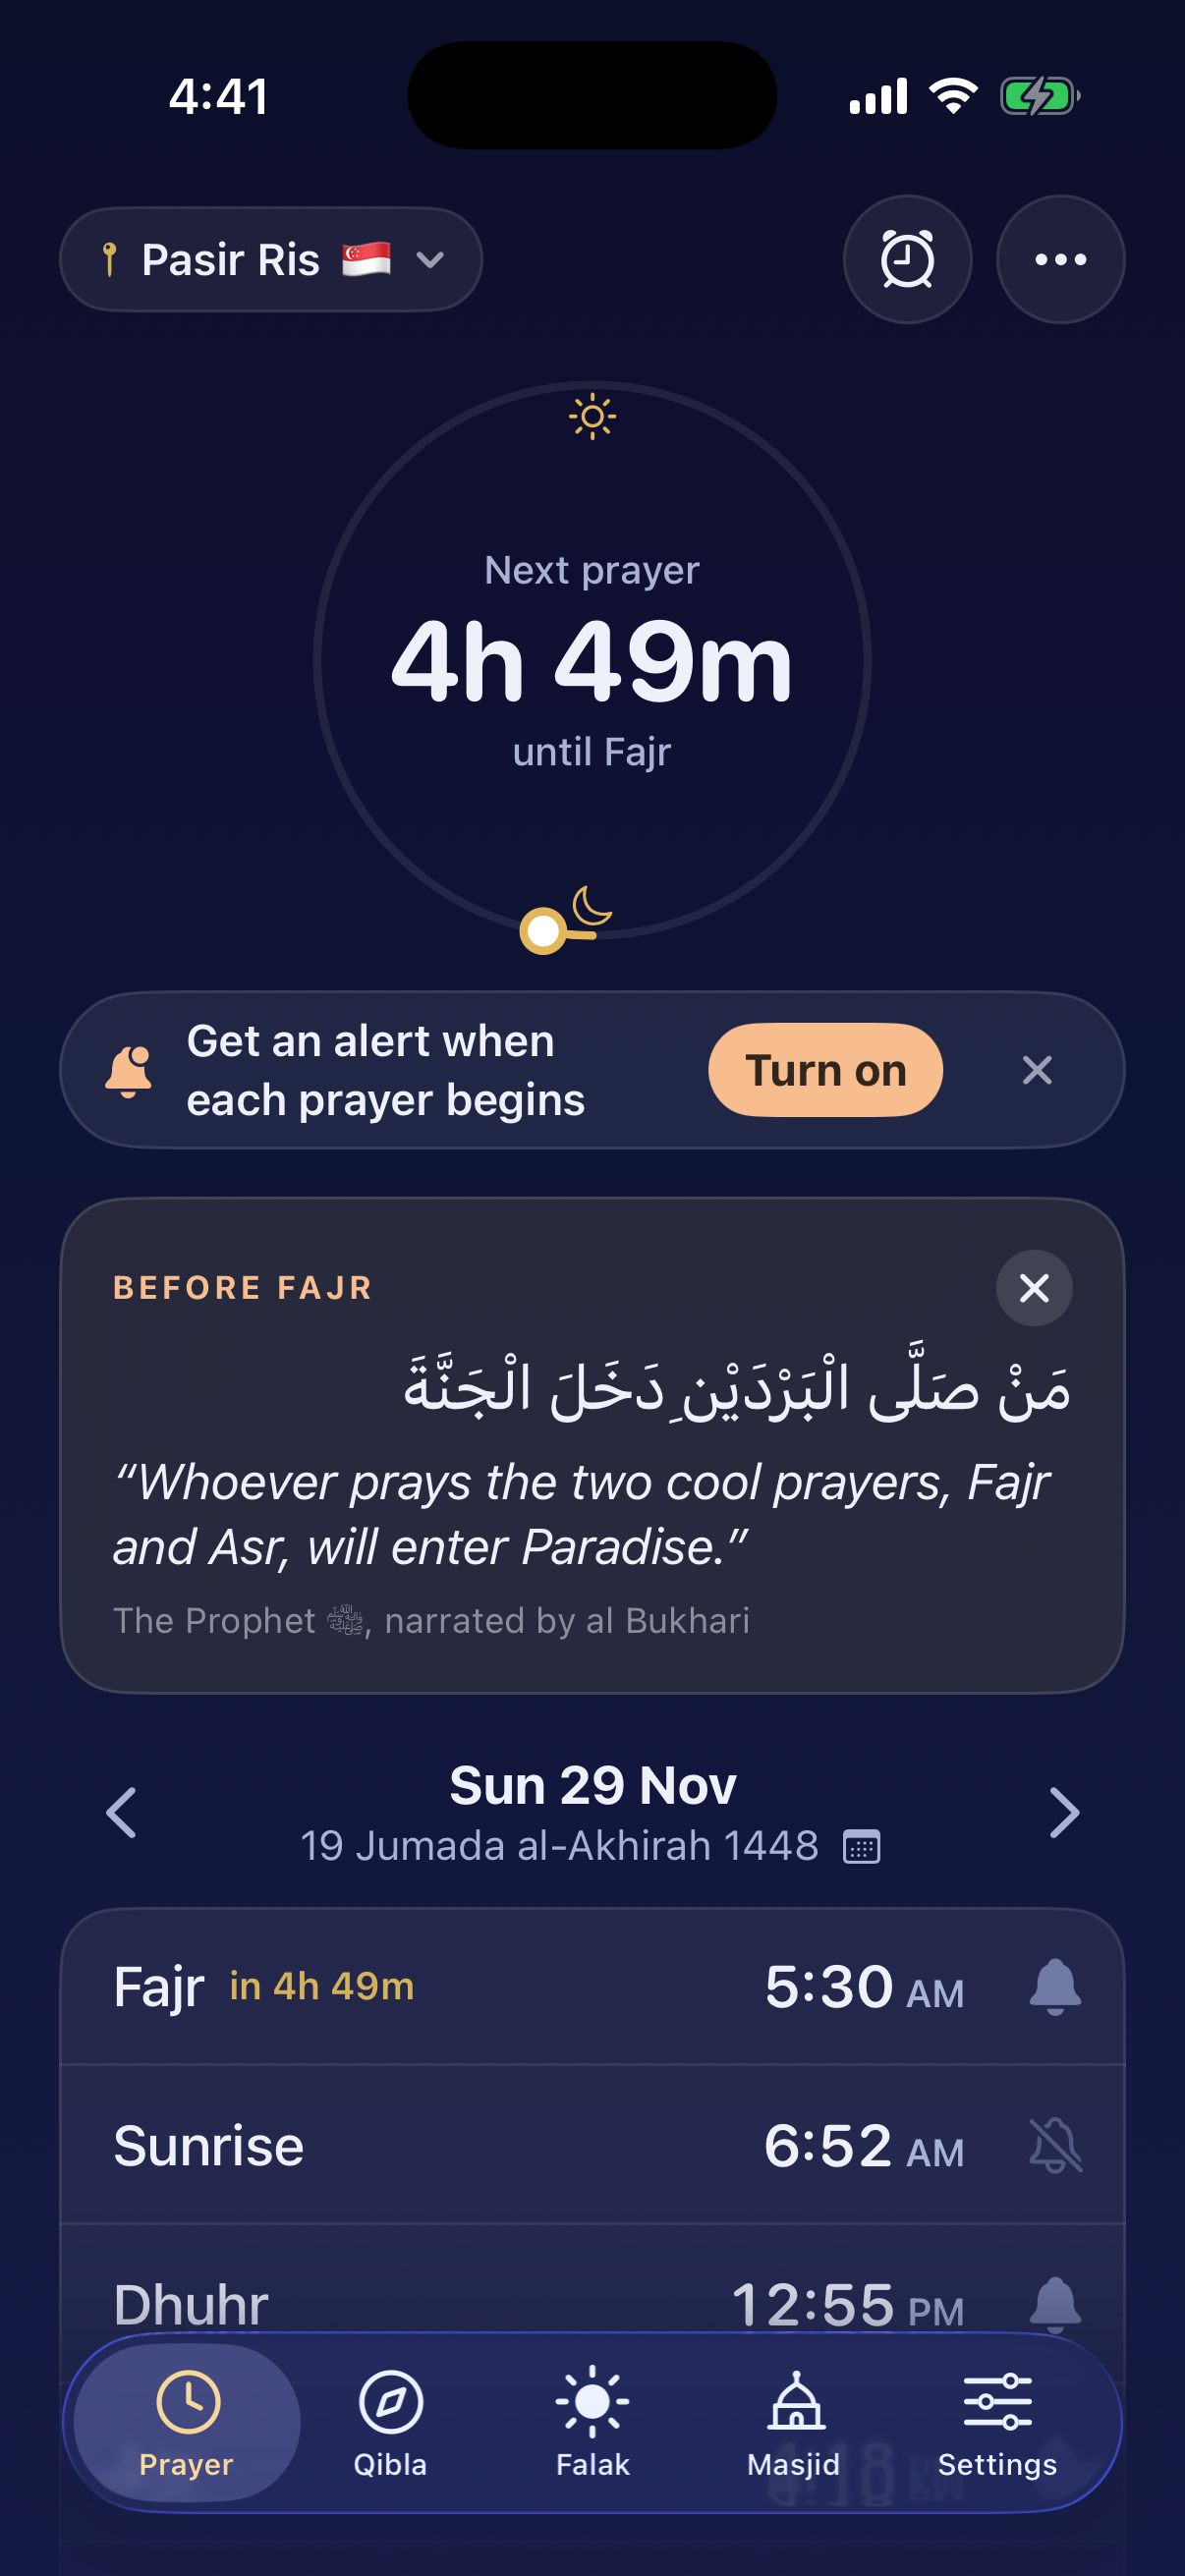 4:41
Pasir Ris
Next prayer
4h 49m
until Fajr
Get an alert when
each prayer begins
Turn on
BEFORE FAJR
مَنْ صَلَّى الْبَرْدَيْنِ دَخَلَ الْجَنَّةَ
“Whoever prays the two cool prayers, Fajr
and Asr, will enter Paradise.”
The Prophet ﷺ, narrated by al Bukhari
Sun 29 Nov
19 Jumada al-Akhirah 1448
Fajr in 4h 49m 5:30 AM
Sunrise 6:52 AM
Dhuhr 12:55 PM
Prayer Qibla Falak Masjid Settings